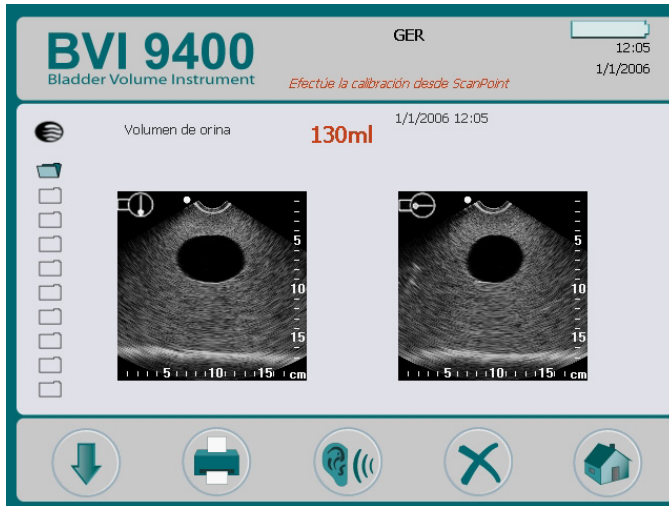 BVI 9400
Bladder Volume Instrument
GER
Efectúe la calibración desde ScanPoint
12:05
1/1/2006
Volumen de orina
130ml
1/1/2006 12:05
5
10
15
5 10 15 cm
5
10
15
5 10 15 cm